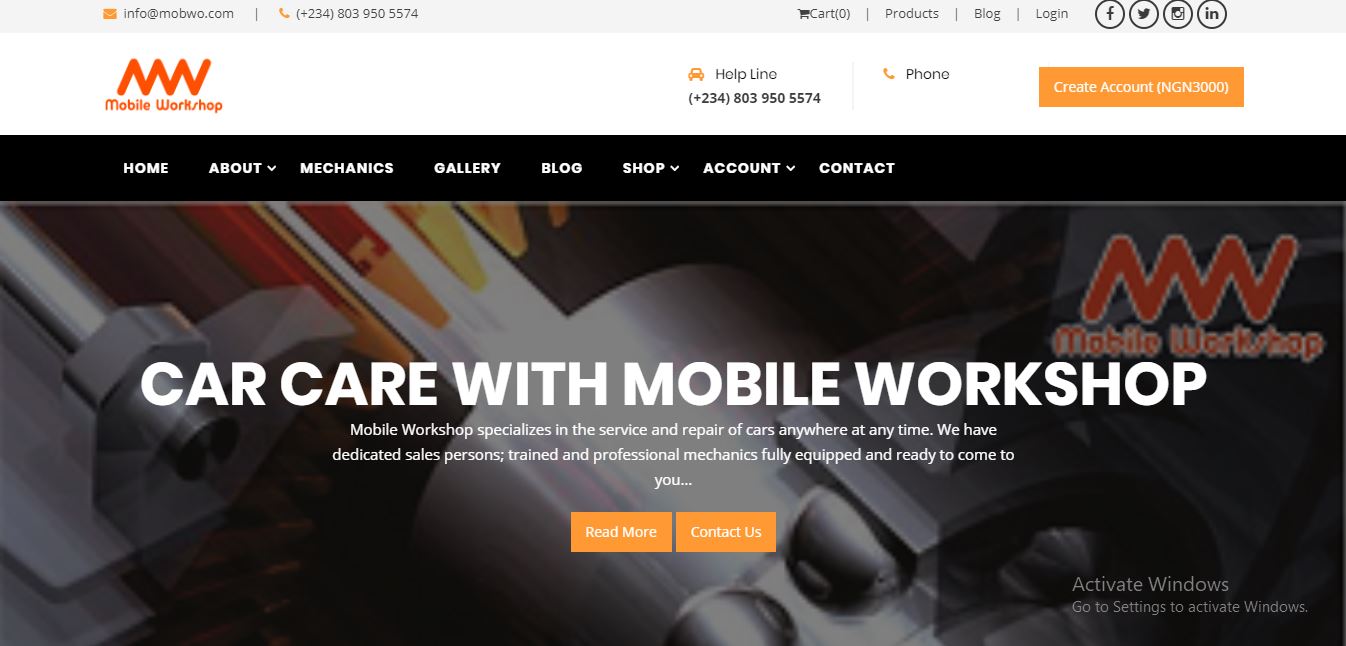 info@mobwo.com | (+234) 803 950 5574 Cart(0) | Products | Blog | Login
Mobile Workshop
Help Line
(+234) 803 950 5574
Phone
Create Account (NGN3000)
HOME ABOUT MECHANICS GALLERY BLOG SHOP ACCOUNT CONTACT
Mobile Workshop
CAR CARE WITH MOBILE WORKSHOP
Mobile Workshop specializes in the service and repair of cars anywhere at any time. We have
dedicated sales persons; trained and professional mechanics fully equipped and ready to come to
you...
Read More Contact Us
Activate Windows
Go to Settings to activate Windows.